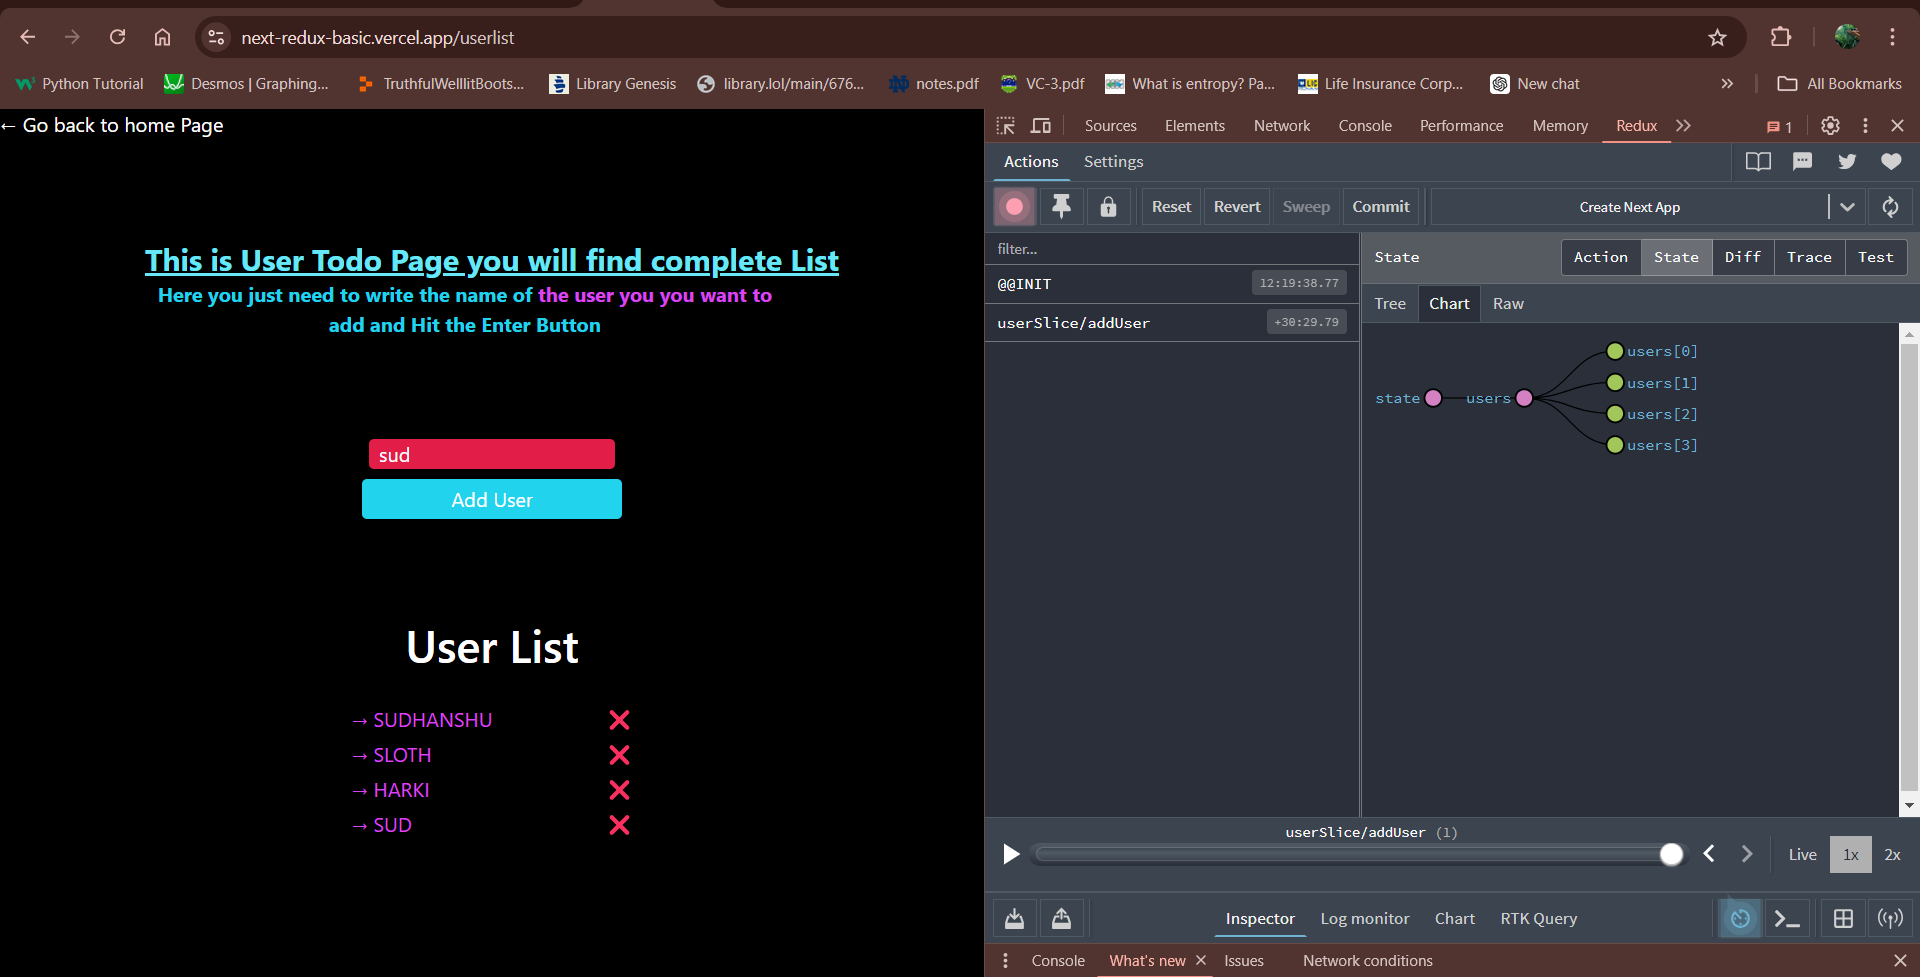 next-redux-basic.vercel.app/userlist
Python Tutorial
Desmos | Graphing...
TruthfulWelllitBoots...
Library Genesis
library.lol/main/676...
notes.pdf
VC-3.pdf
What is entropy? Pa...
Life Insurance Corp...
New chat
All Bookmarks
← Go back to home Page
This is User Todo Page you will find complete List
Here you just need to write the name of the user you you want to
add and Hit the Enter Button
sud
Add User
User List
→ SUDHANSHU
→ SLOTH
→ HARKI
→ SUD
Sources Elements Network Console Performance Memory Redux 1
Actions Settings
Reset Revert Sweep Commit Create Next App
filter...
@@INIT 12:19:38.77
userSlice/addUser +30:29.79
State Action State Diff Trace Test
Tree Chart Raw
state users
users[0]
users[1]
users[2]
users[3]
userSlice/addUser (1)
Live 1x 2x
Inspector Log monitor Chart RTK Query
Console What's new Issues Network conditions